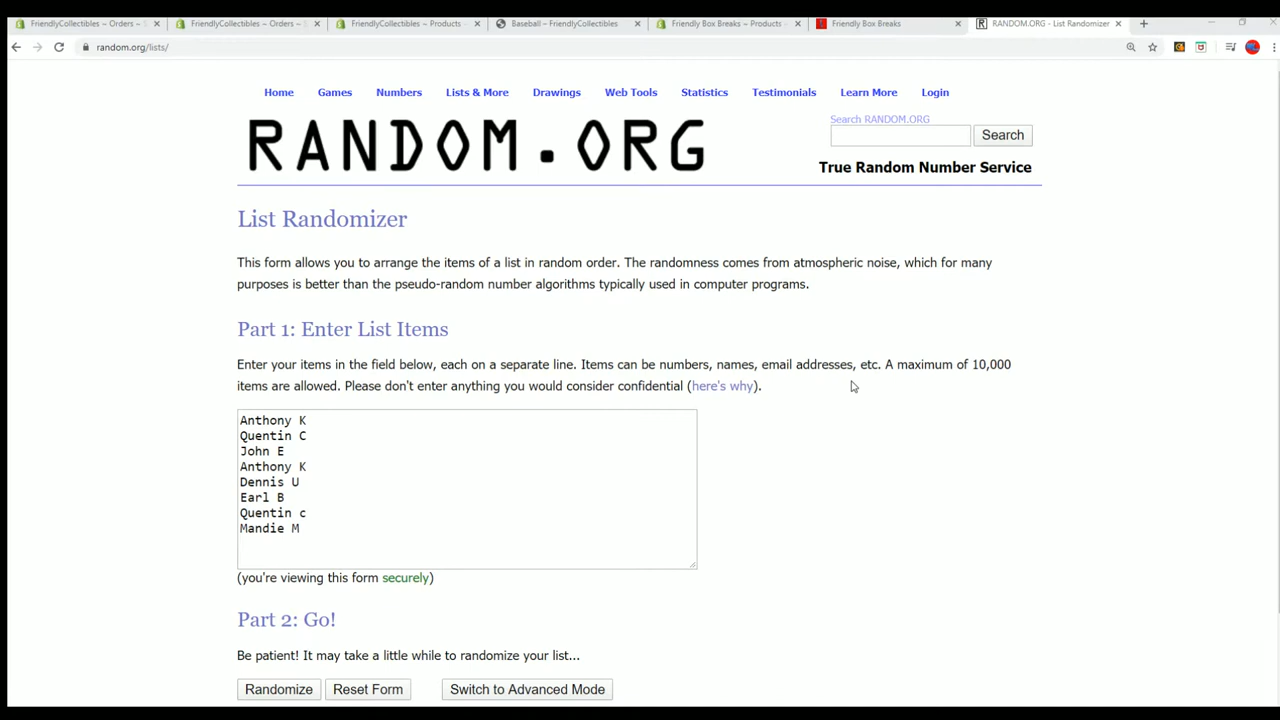 FriendlyCollectibles ~ Orders ~ S
FriendlyCollectibles ~ Orders ~ S
FriendlyCollectibles ~ Products ~
Baseball – FriendlyCollectibles
Friendly Box Breaks ~ Products ~
Friendly Box Breaks
RANDOM.ORG - List Randomizer
random.org/lists/
Home Games Numbers Lists & More Drawings Web Tools Statistics Testimonials Learn More Login
RANDOM.ORG
Search RANDOM.ORG
Search
True Random Number Service
List Randomizer
This form allows you to arrange the items of a list in random order. The randomness comes from atmospheric noise, which for many
purposes is better than the pseudo-random number algorithms typically used in computer programs.
Part 1: Enter List Items
Enter your items in the field below, each on a separate line. Items can be numbers, names, email addresses, etc. A maximum of 10,000
items are allowed. Please don't enter anything you would consider confidential (here's why).
Anthony K
Quentin C
John E
Anthony K
Dennis U
Earl B
Quentin c
Mandie M
(you're viewing this form securely)
Part 2: Go!
Be patient! It may take a little while to randomize your list...
Randomize Reset Form Switch to Advanced Mode